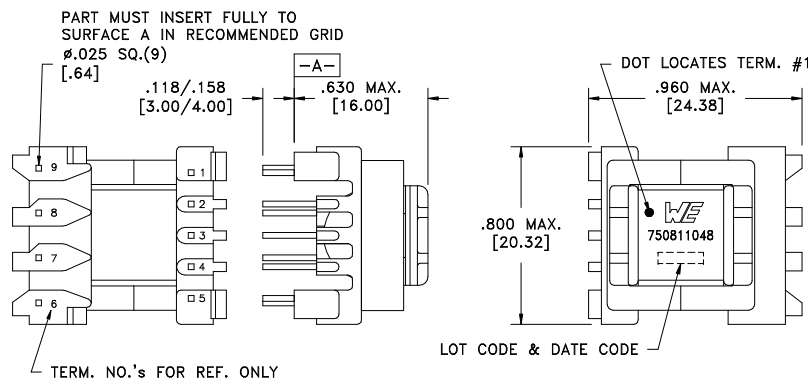 PART MUST INSERT FULLY TO
SURFACE A IN RECOMMENDED GRID
ø.025 SQ.(9)
[.64]
.118/.158
[3.00/4.00]
-A-
.630 MAX.
[16.00]
DOT LOCATES TERM. #1
.960 MAX.
[24.38]
9
1
8
2
3
7
4
6
5
.800 MAX.
[20.32]
WE
750811048
LOT CODE & DATE CODE
TERM. NO.'s FOR REF. ONLY